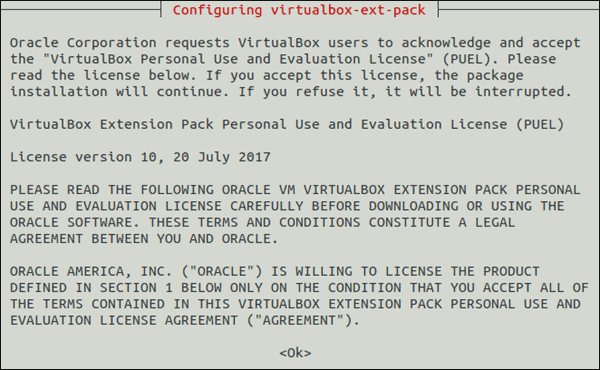 Configuring virtualbox-ext-pack
Oracle Corporation requests VirtualBox users to acknowledge and accept
the "VirtualBox Personal Use and Evaluation License" (PUEL). Please
read the license below. If you accept this license, the package
installation will continue. If you refuse it, it will be interrupted.
VirtualBox Extension Pack Personal Use and Evaluation License (PUEL)
License version 10, 20 July 2017
PLEASE READ THE FOLLOWING ORACLE VM VIRTUALBOX EXTENSION PACK PERSONAL
USE AND EVALUATION LICENSE CAREFULLY BEFORE DOWNLOADING OR USING THE
ORACLE SOFTWARE. THESE TERMS AND CONDITIONS CONSTITUTE A LEGAL
AGREEMENT BETWEEN YOU AND ORACLE.
ORACLE AMERICA, INC. ("ORACLE") IS WILLING TO LICENSE THE PRODUCT
DEFINED IN SECTION 1 BELOW ONLY ON THE CONDITION THAT YOU ACCEPT ALL OF
THE TERMS CONTAINED IN THIS VIRTUALBOX EXTENSION PACK PERSONAL USE AND
EVALUATION LICENSE AGREEMENT ("AGREEMENT").
<Ok>